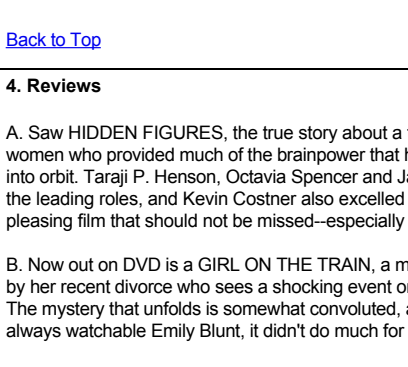 Back to Top
4. Reviews
A. Saw HIDDEN FIGURES, the true story about a
women who provided much of the brainpower that
into orbit. Taraji P. Henson, Octavia Spencer and
the leading roles, and Kevin Costner also excelled
pleasing film that should not be missed--especially
B. Now out on DVD is a GIRL ON THE TRAIN, a
by her recent divorce who sees a shocking event
The mystery that unfolds is somewhat convoluted,
always watchable Emily Blunt, it didn't do much for